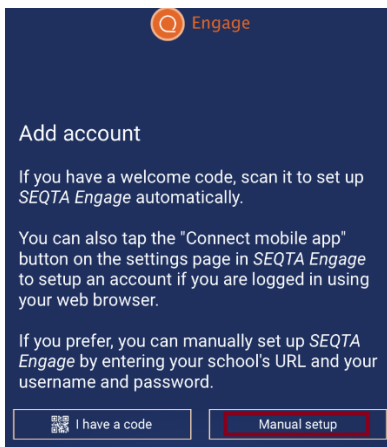 Engage
Add account
If you have a welcome code, scan it to set up
SEQTA Engage automatically.
You can also tap the "Connect mobile app"
button on the settings page in SEQTA Engage
to setup an account if you are logged in using
your web browser.
If you prefer, you can manually set up SEQTA
Engage by entering your school's URL and your
username and password.
I have a code
Manual setup